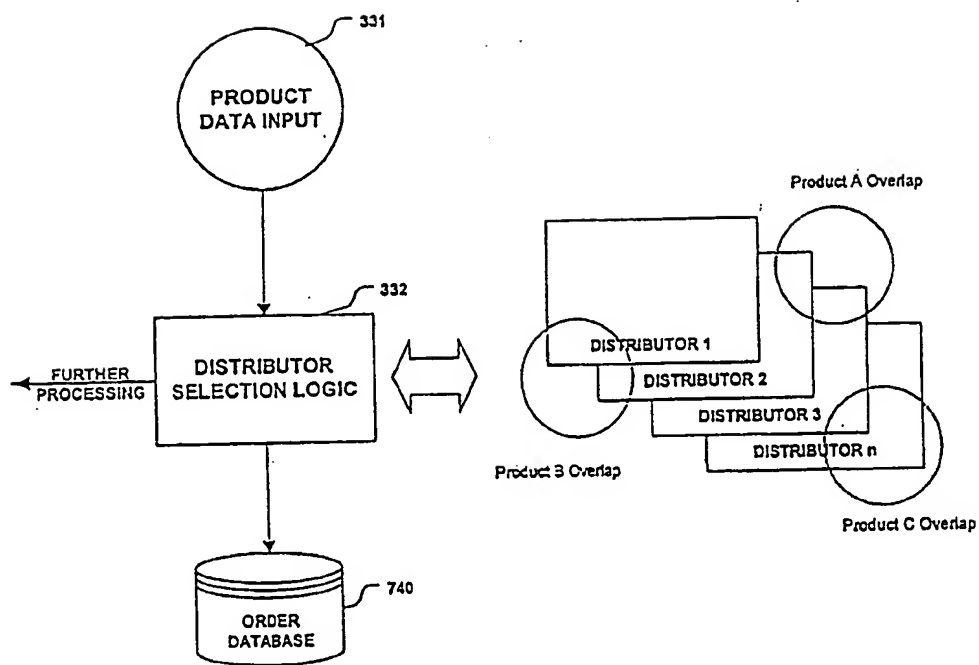 331
PRODUCT
DATA INPUT
Product A Overlap
332
DISTRIBUTOR
SELECTION LOGIC
FURTHER
PROCESSING
DISTRIBUTOR 1
DISTRIBUTOR 2
DISTRIBUTOR 3
DISTRIBUTOR n
Product B Overlap
Product C Overlap
740
ORDER
DATABASE